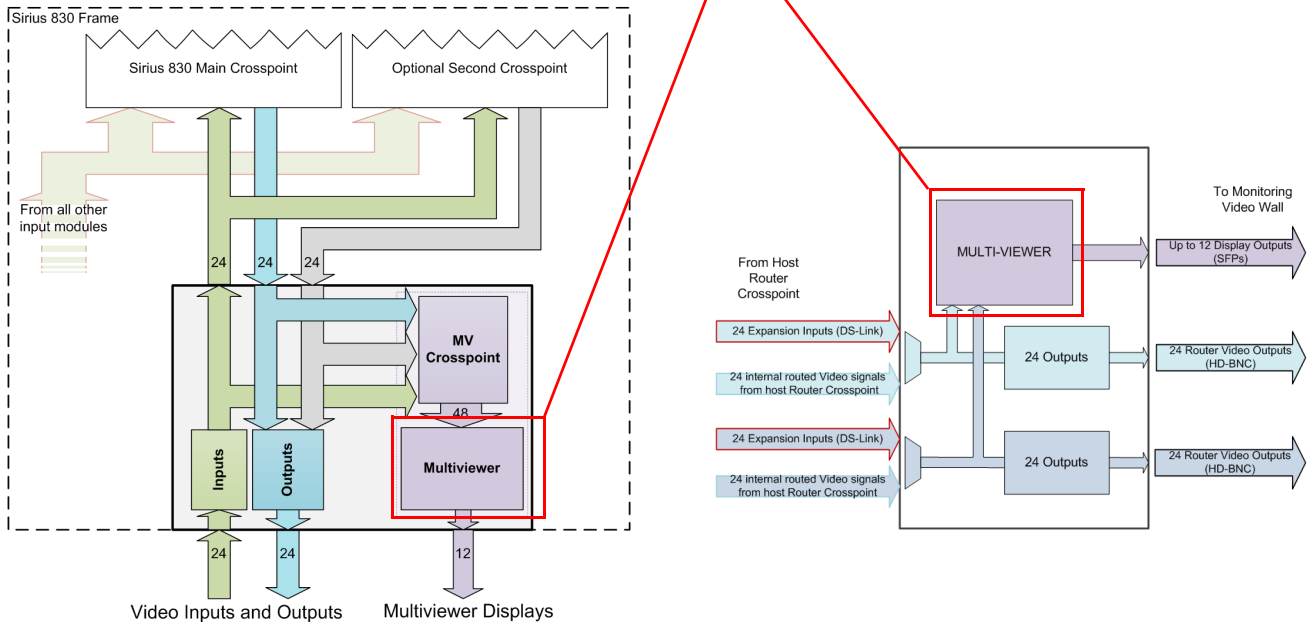 Sirius 830 Frame
Sirius 830 Main Crosspoint
Optional Second Crosspoint
From all other
input modules
24
24
24
MV
Crosspoint
48
Inputs
Outputs
Multiviewer
24
24
12
Video Inputs and Outputs
Multiviewer Displays
To Monitoring
Video Wall
MULTI-VIEWER
Up to 12 Display Outputs
(SFPs)
From Host
Router
Crosspoint
24 Expansion Inputs (DS-Link)
24 Outputs
24 Router Video Outputs
(HD-BNC)
24 internal routed Video signals
from host Router Crosspoint
24 Expansion Inputs (DS-Link)
24 Outputs
24 Router Video Outputs
(HD-BNC)
24 internal routed Video signals
from host Router Crosspoint